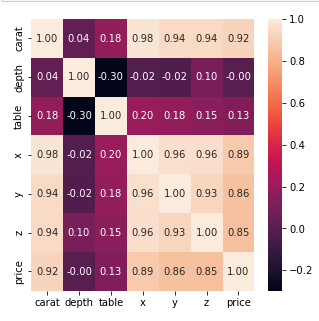 carat 1.00 0.04 0.18 0.98 0.94 0.94 0.92
depth 0.04 1.00 -0.30 -0.02 -0.02 0.10 -0.00
table 0.18 -0.30 1.00 0.20 0.18 0.15 0.13
x 0.98 -0.02 0.20 1.00 0.96 0.96 0.89
y 0.94 -0.02 0.18 0.96 1.00 0.93 0.86
z 0.94 0.10 0.15 0.96 0.93 1.00 0.85
price 0.92 -0.00 0.13 0.89 0.86 0.85 1.00
carat depth table x y z price
1.0
0.8
0.6
0.4
0.2
0.0
−0.2